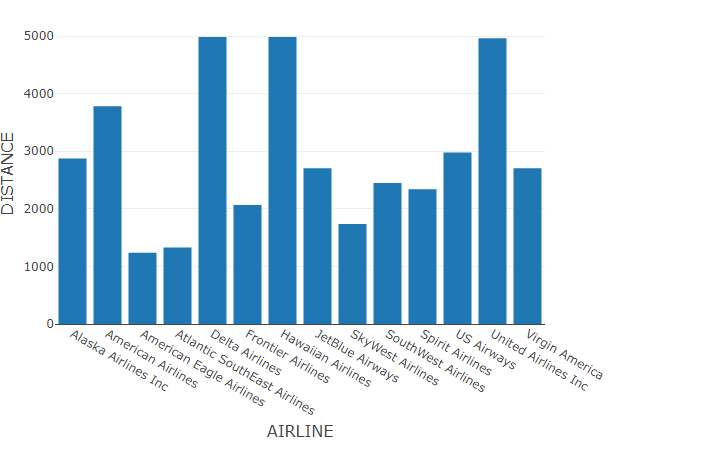 5000
4000
3000
2000
1000
0
DISTANCE
Alaska Airlines Inc
American Airlines
American Eagle Airlines
Atlantic SouthEast Airlines
Delta Airlines
Frontier Airlines
Hawaiian Airlines
JetBlue Airways
SkyWest Airlines
SouthWest Airlines
Spirit Airlines
US Airways
United Airlines Inc
Virgin America
AIRLINE